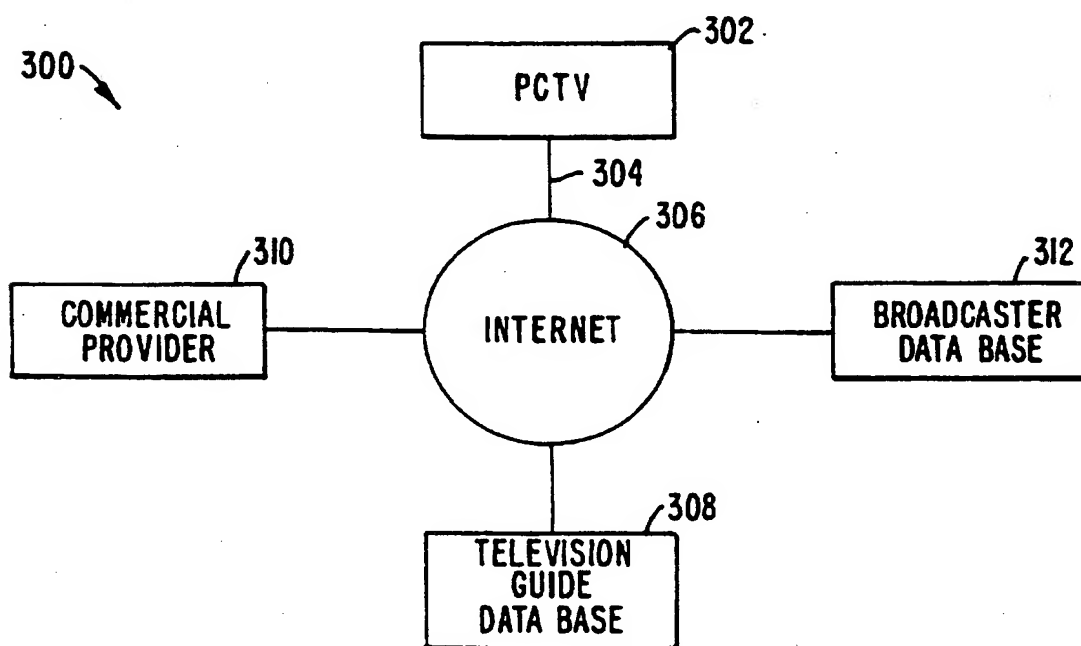 302
300
PCTV
304
306
310
312
COMMERCIAL
PROVIDER
INTERNET
BROADCASTER
DATA BASE
308
TELEVISION
GUIDE
DATA BASE